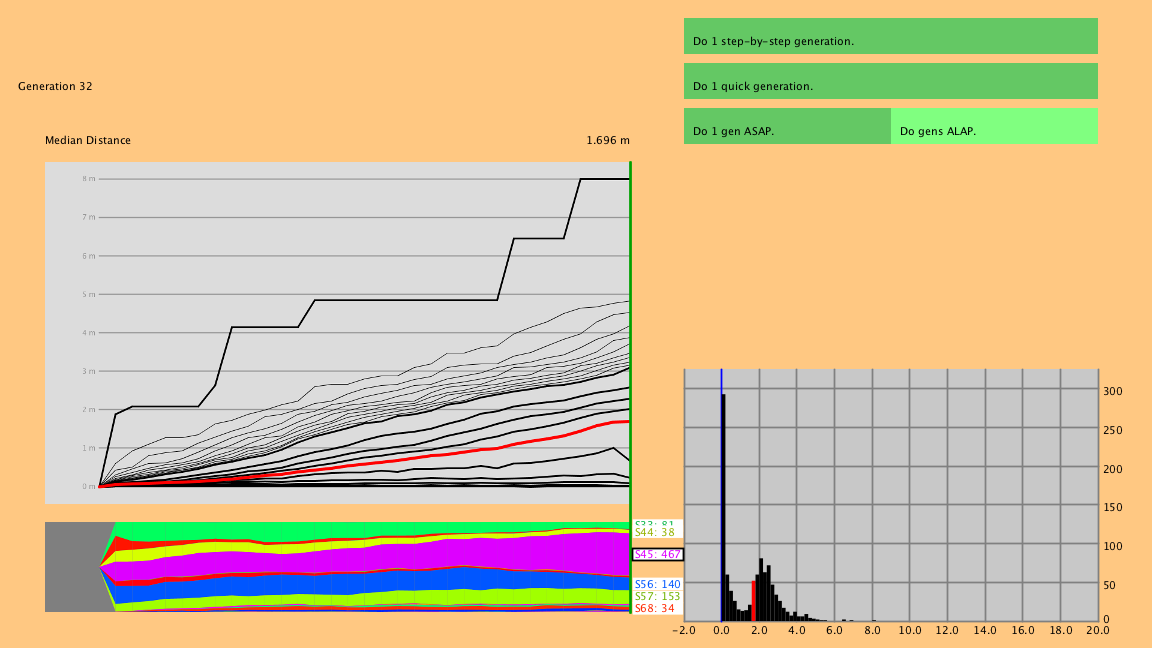 Do 1 step-by-step generation.
Generation 32
Do 1 quick generation.
Do 1 gen ASAP.
Do gens ALAP.
Median Distance
1.696 m
8 m
7 m
6 m
5 m
4 m
3 m
2 m
1 m
0 m
S44: 38
S45: 467
S56: 140
S57: 153
S68: 34
300
250
200
150
100
50
0
-2.0 0.0 2.0 4.0 6.0 8.0 10.0 12.0 14.0 16.0 18.0 20.0